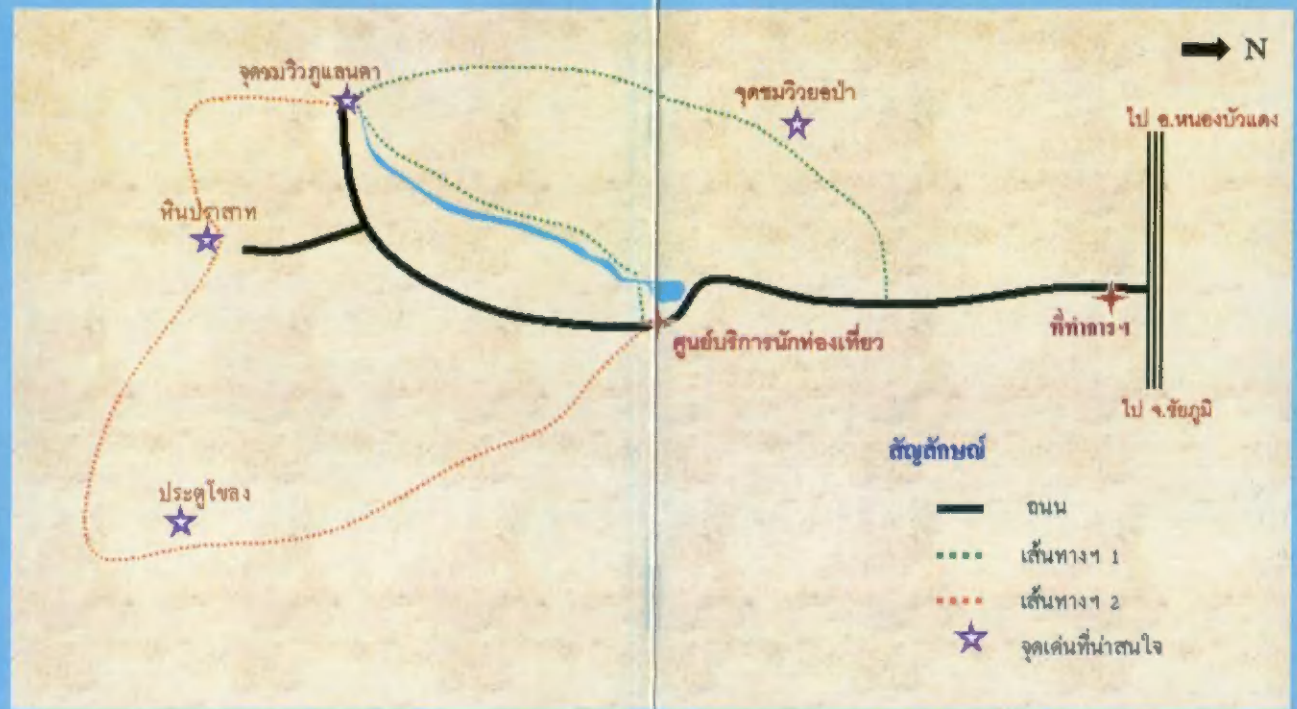 N
จุดชมวิวภูแลนคา
จุดชมวิวยอป่า
ไป อ.หนองบัวแดง
หินปราสาท
ที่ทำการฯ
ศูนย์บริการนักท่องเที่ยว
ไป จ.ชัยภูมิ
สัญลักษณ์
ประตูโขลง
ถนน
เส้นทางฯ 1
เส้นทางฯ 2
จุดเด่นที่น่าสนใจ